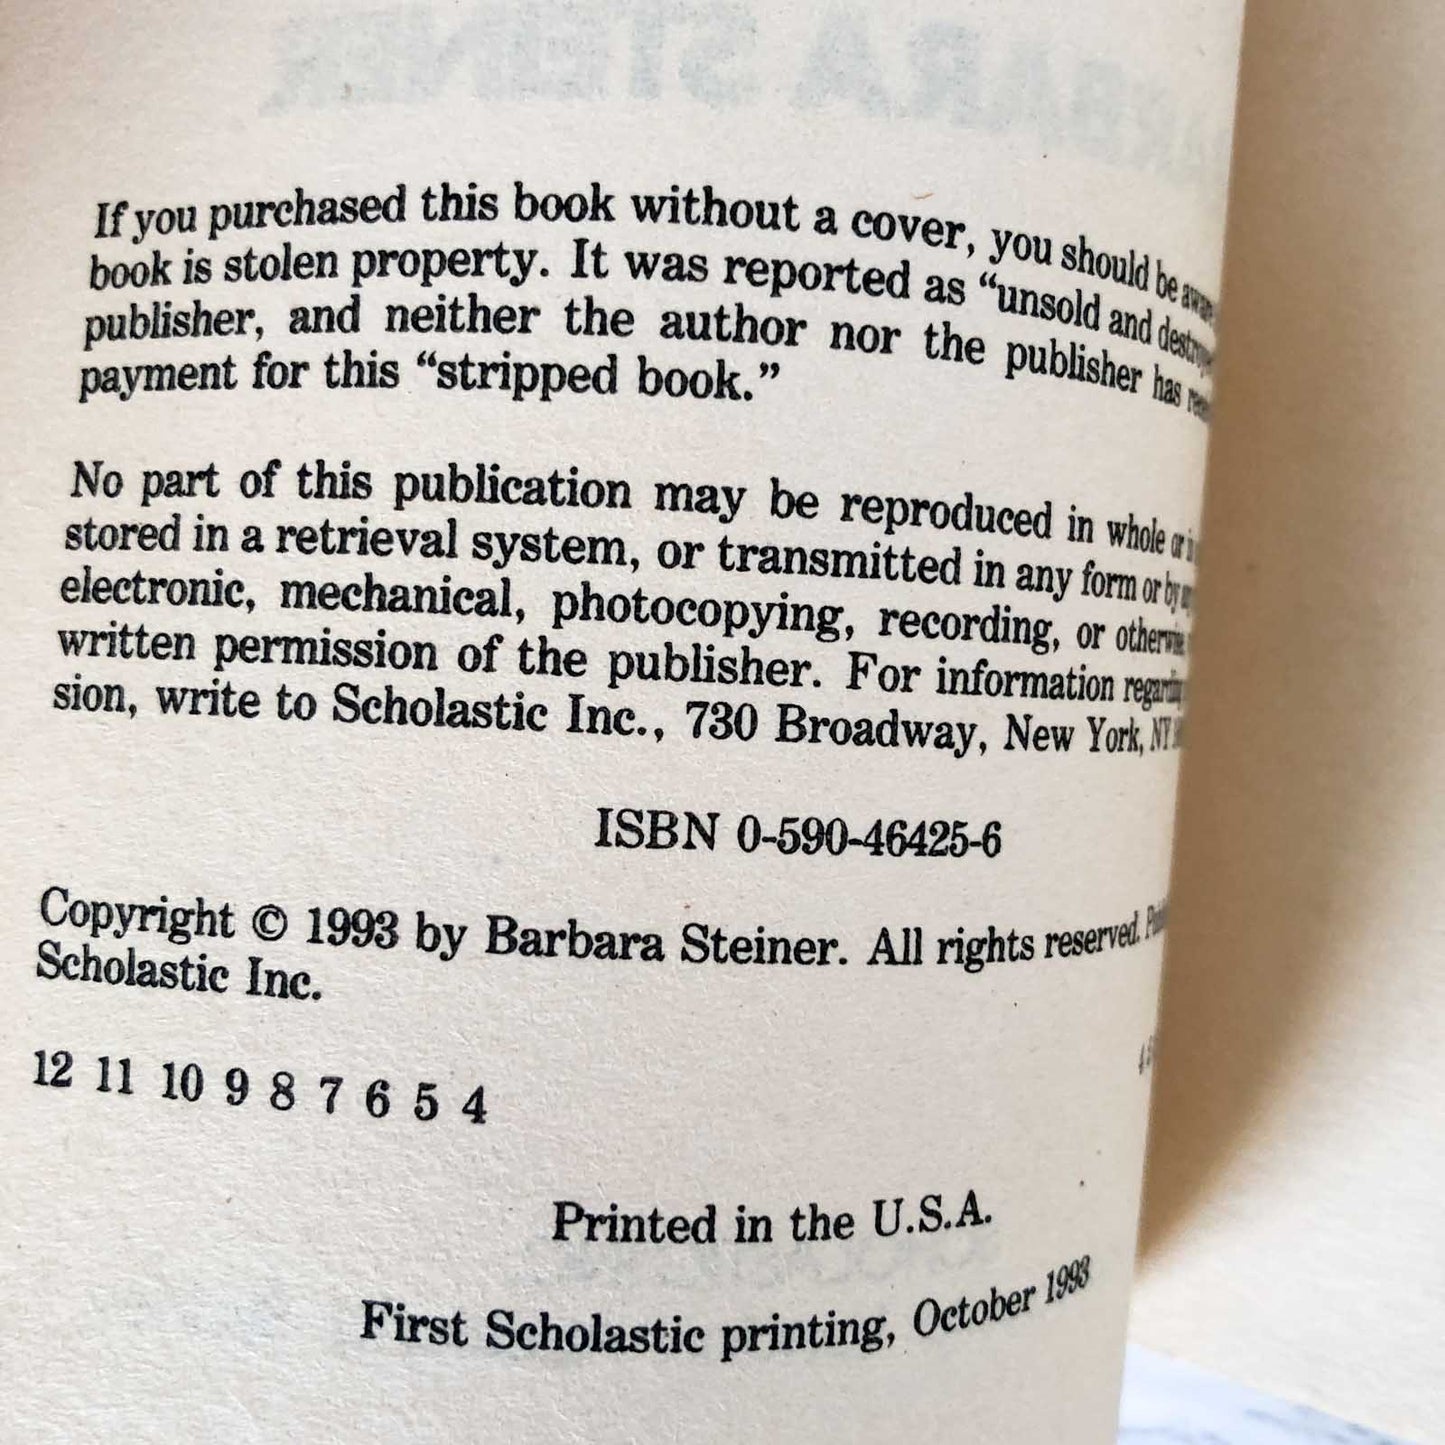 If you purchased this book without a cover, you should be
book is stolen property. It was reported as “unsold and
publisher, and neither the author nor the publisher has
payment for this “stripped book.”
No part of this publication may be reproduced in whole or
stored in a retrieval system, or transmitted in any form or by
electronic, mechanical, photocopying, recording, or otherwise
written permission of the publisher. For information regarding
sion, write to Scholastic Inc., 730 Broadway, New York, NY
ISBN 0-590-46425-6
Copyright © 1993 by Barbara Steiner. All rights reserved.
Scholastic Inc.
12 11 10 9 8 7 6 5 4
Printed in the U.S.A.
First Scholastic printing, October 1993